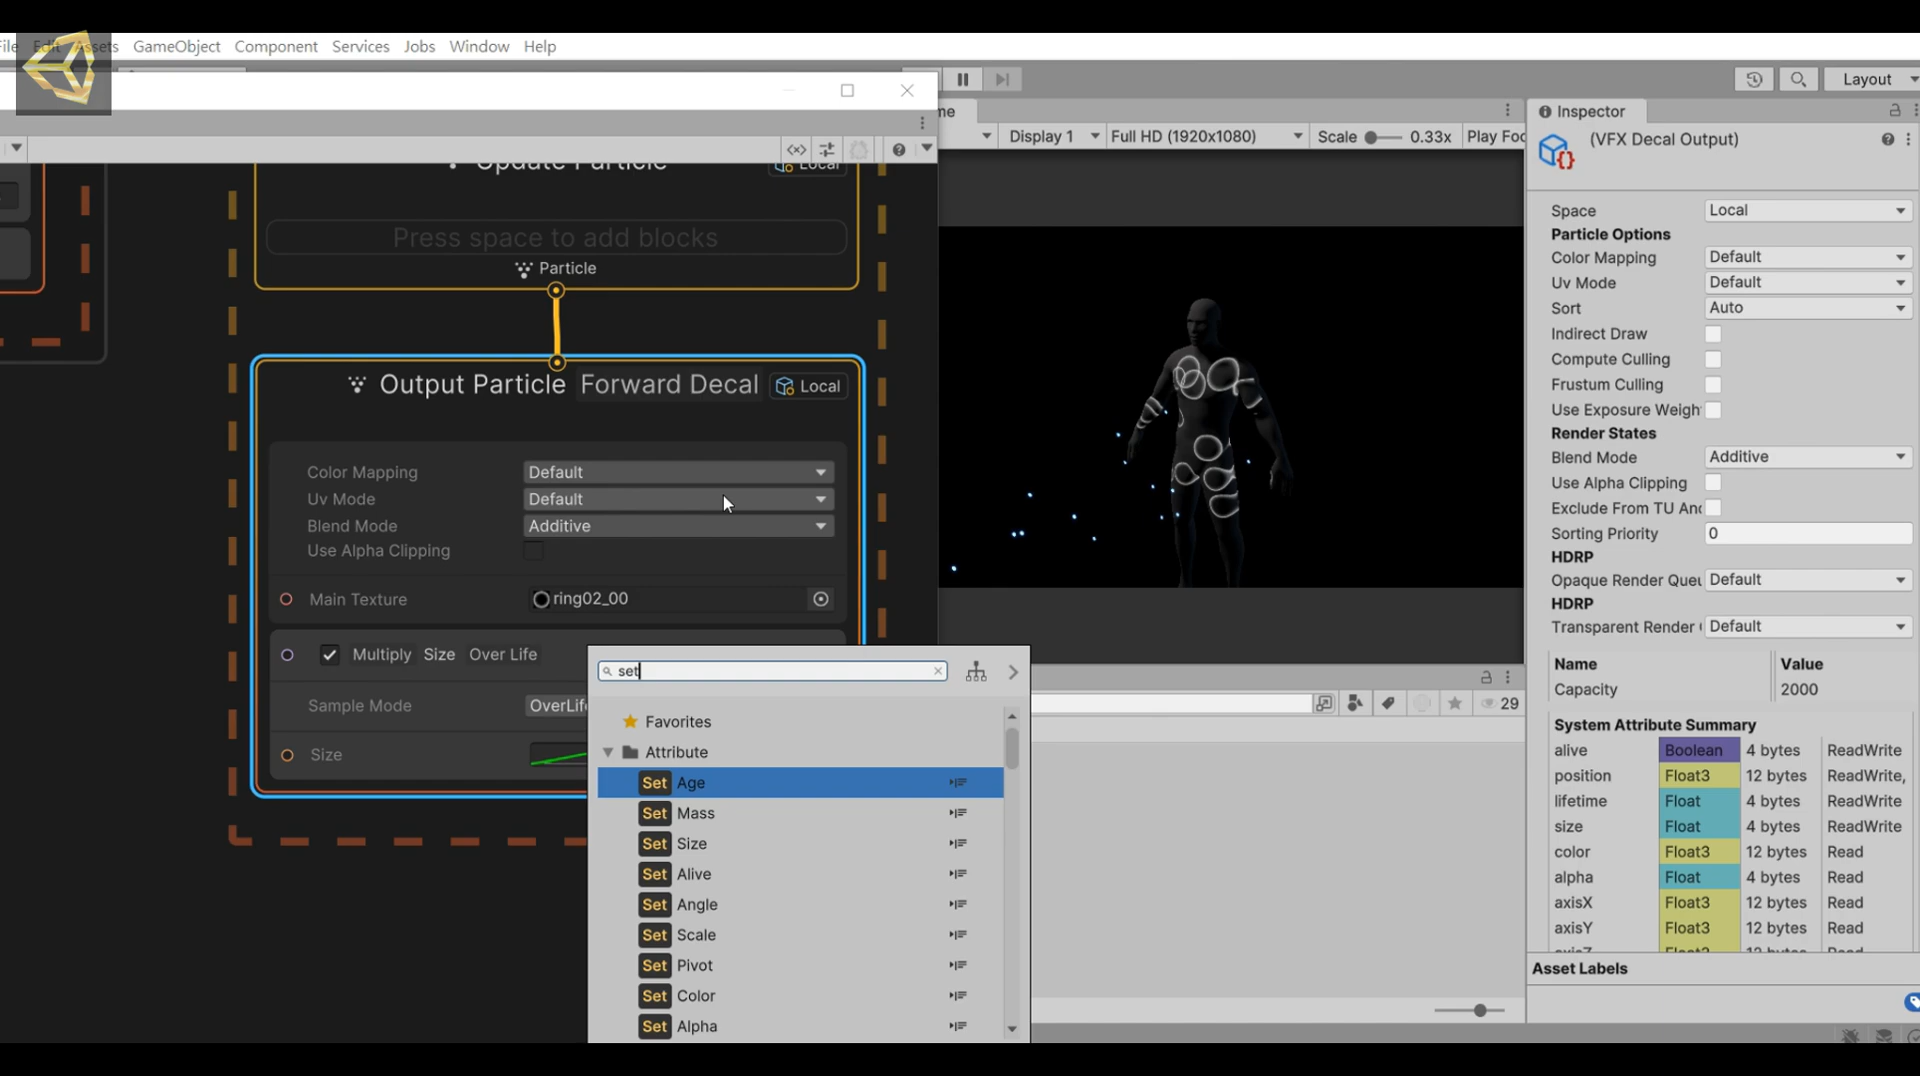 File Edit Assets GameObject Component Services Jobs Window Help
Layout
Inspector
Display 1 Full HD (1920x1080) Scale 0.33x Play Foc
(VFX Decal Output)
Update Particle Local
Press space to add blocks
Particle
Output Particle Forward Decal Local
Color Mapping Default
Uv Mode Default
Blend Mode Additive
Use Alpha Clipping
Main Texture ring02_00
Multiply Size Over Life
Sample Mode OverLife
Size
set
Favorites
Attribute
Set Age
Set Mass
Set Size
Set Alive
Set Angle
Set Scale
Set Pivot
Set Color
Set Alpha
29
Space Local
Particle Options
Color Mapping Default
Uv Mode Default
Sort Auto
Indirect Draw
Compute Culling
Frustum Culling
Use Exposure Weigh
Render States
Blend Mode Additive
Use Alpha Clipping
Exclude From TU An
Sorting Priority 0
HDRP
Opaque Render Queu Default
HDRP
Transparent Render Default
Name Value
Capacity 2000
System Attribute Summary
alive Boolean 4 bytes ReadWrite
position Float3 12 bytes ReadWrite,
lifetime Float 4 bytes ReadWrite
size Float 4 bytes ReadWrite
color Float3 12 bytes Read
alpha Float 4 bytes Read
axisX Float3 12 bytes Read
axisY Float3 12 bytes Read
Asset Labels